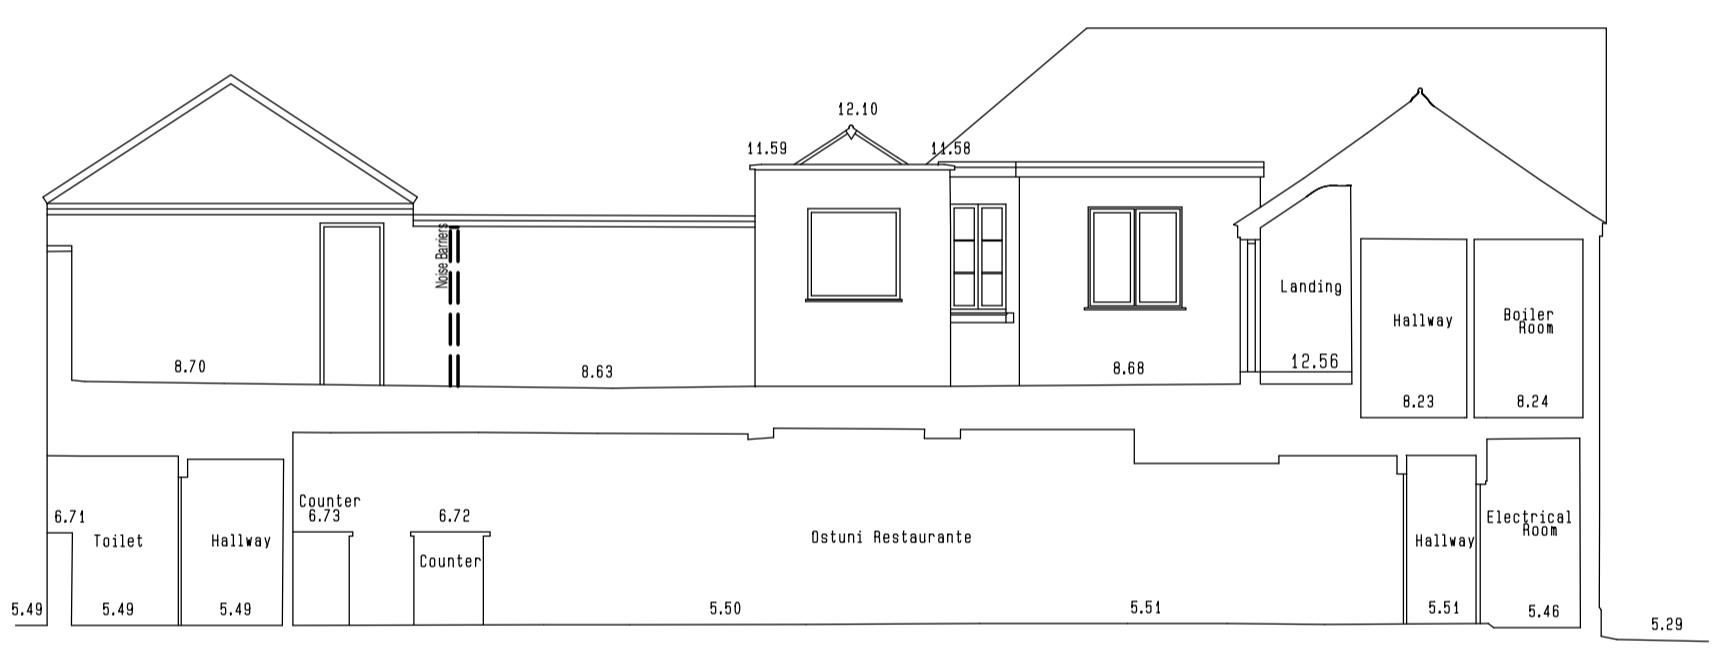 12.10
11.59
11.58
Noise Barriers
Landing
Hallway
Boiler
Room
8.70
8.63
8.68
12.56
8.23
8.24
Counter
6.73
6.71
6.72
Toilet
Hallway
Counter
Ostuni Restaurante
Hallway
Electrical
Room
5.49
5.49
5.49
5.50
5.51
5.51
5.46
5.29